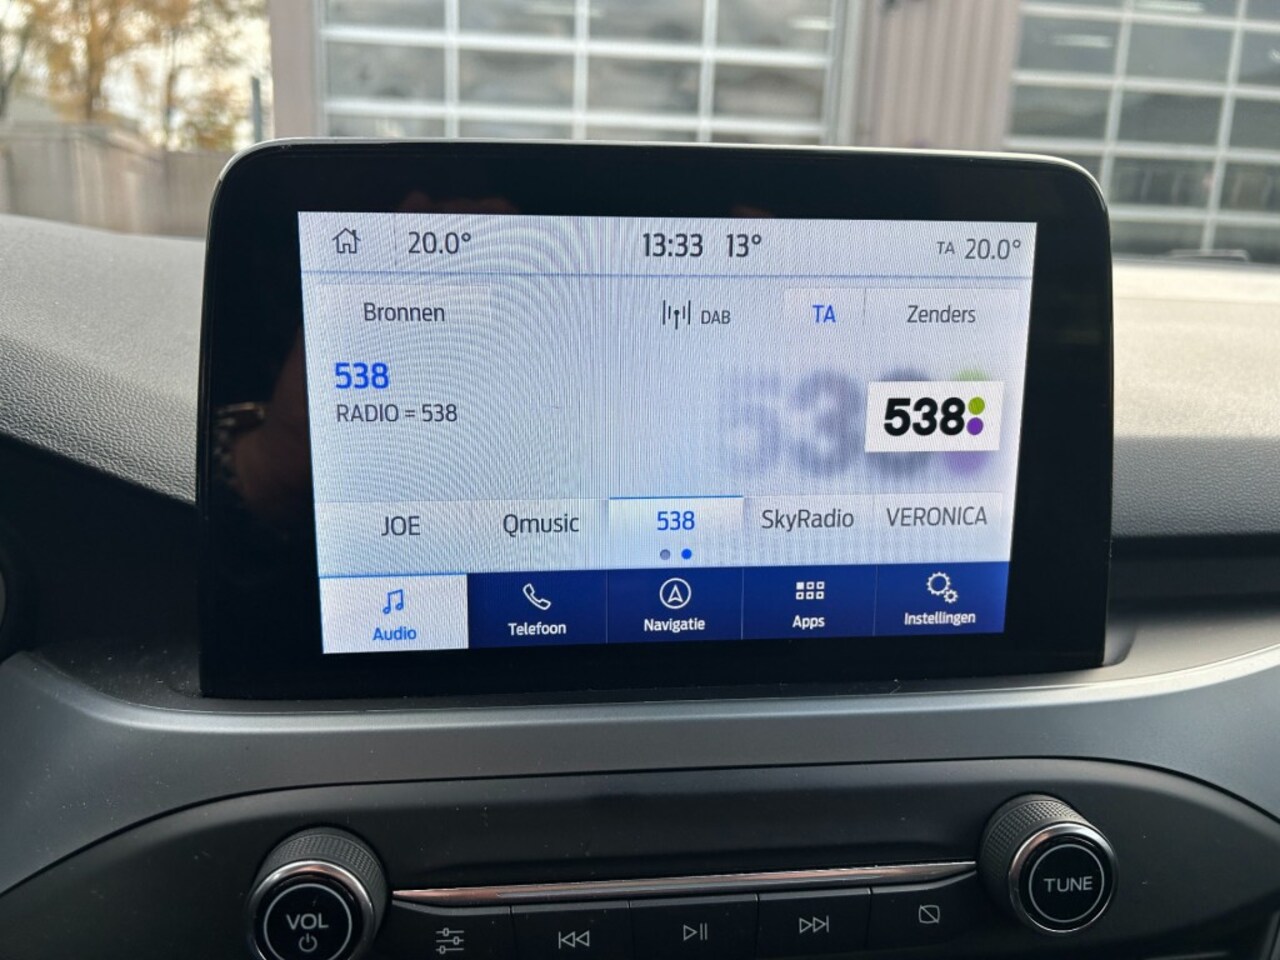 20.0° 13:33 13° TA 20.0°
Bronnen DAB TA Zenders
538
RADIO = 538
538
JOE Qmusic 538 SkyRadio VERONICA
Audio Telefoon Navigatie Apps Instellingen
VOL TUNE